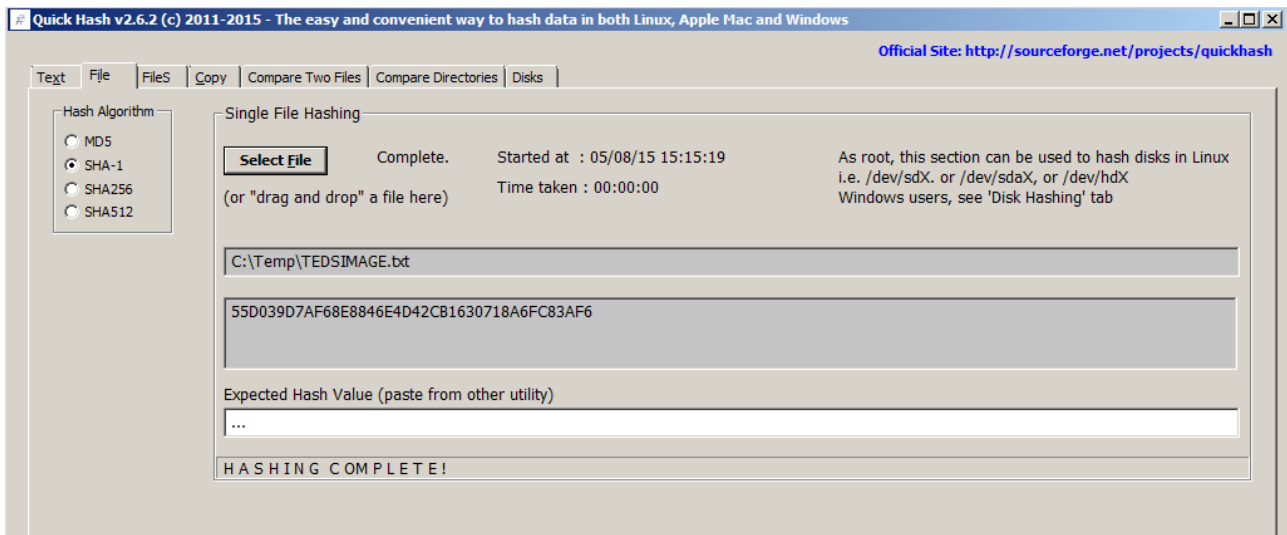 # Quick Hash v2.6.2 (c) 2011-2015 - The easy and convenient way to hash data in both Linux, Apple Mac and Windows
Official Site: http://sourceforge.net/projects/quickhash
Text File FileS Copy Compare Two Files Compare Directories Disks
Hash Algorithm
MD5
SHA-1
SHA256
SHA512
Single File Hashing
Select File Complete. Started at : 05/08/15 15:15:19
(or "drag and drop" a file here) Time taken : 00:00:00
As root, this section can be used to hash disks in Linux
i.e. /dev/sdX. or /dev/sdaX, or /dev/hdX
Windows users, see 'Disk Hashing' tab
C:\Temp\TEDSIMAGE.txt
55D039D7AF68E8846E4D42CB1630718A6FC83AF6
Expected Hash Value (paste from other utility)
...
HASHING COMPLETE!